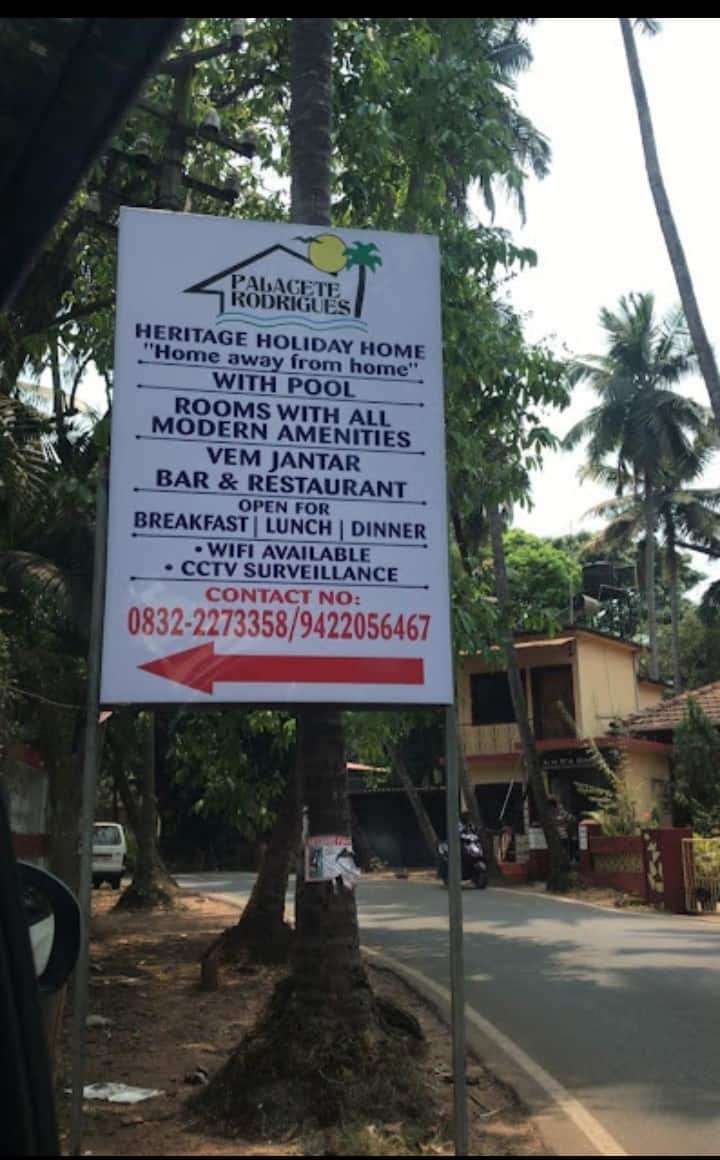 PALACETE
RODRIGUES
HERITAGE HOLIDAY HOME
"Home away from home"
WITH POOL
ROOMS WITH ALL
MODERN AMENITIES
VEM JANTAR
BAR & RESTAURANT
OPEN FOR
BREAKFAST | LUNCH | DINNER
• WIFI AVAILABLE
• CCTV SURVEILLANCE
CONTACT NO:
0832-2273358/9422056467